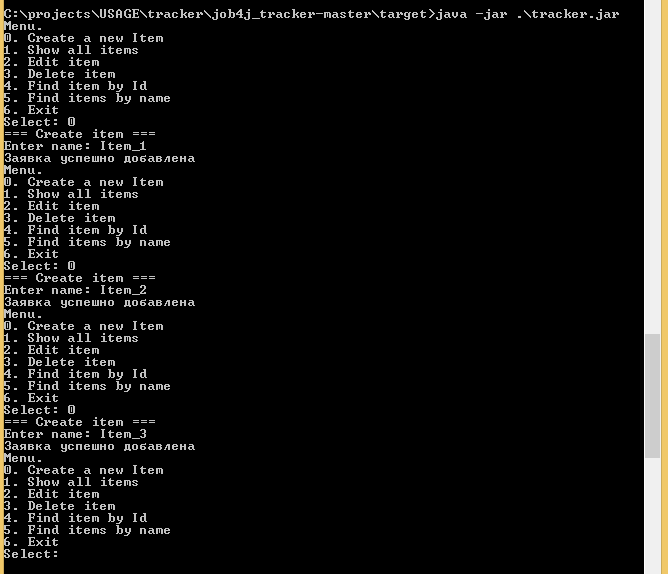 C:\projects\USAGE\tracker\job4j_tracker-master\target>java -jar .\tracker.jar
Menu.
0. Create a new Item
1. Show all items
2. Edit item
3. Delete item
4. Find item by Id
5. Find items by name
6. Exit
Select: 0
=== Create item ===
Enter name: Item_1
Заявка успешно добавлена
Menu.
0. Create a new Item
1. Show all items
2. Edit item
3. Delete item
4. Find item by Id
5. Find items by name
6. Exit
Select: 0
=== Create item ===
Enter name: Item_2
Заявка успешно добавлена
Menu.
0. Create a new Item
1. Show all items
2. Edit item
3. Delete item
4. Find item by Id
5. Find items by name
6. Exit
Select: 0
=== Create item ===
Enter name: Item_3
Заявка успешно добавлена
Menu.
0. Create a new Item
1. Show all items
2. Edit item
3. Delete item
4. Find item by Id
5. Find items by name
6. Exit
Select: